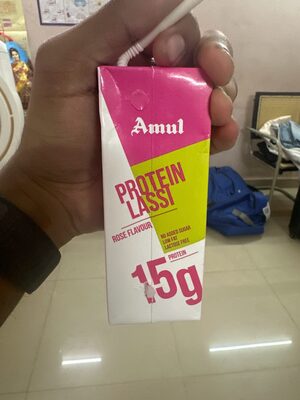 Amul
PROTEIN
LASSI
ROSE FLAVOUR
NO ADDED SUGAR
LOW FAT
LACTOSE FREE
PROTEIN
15g